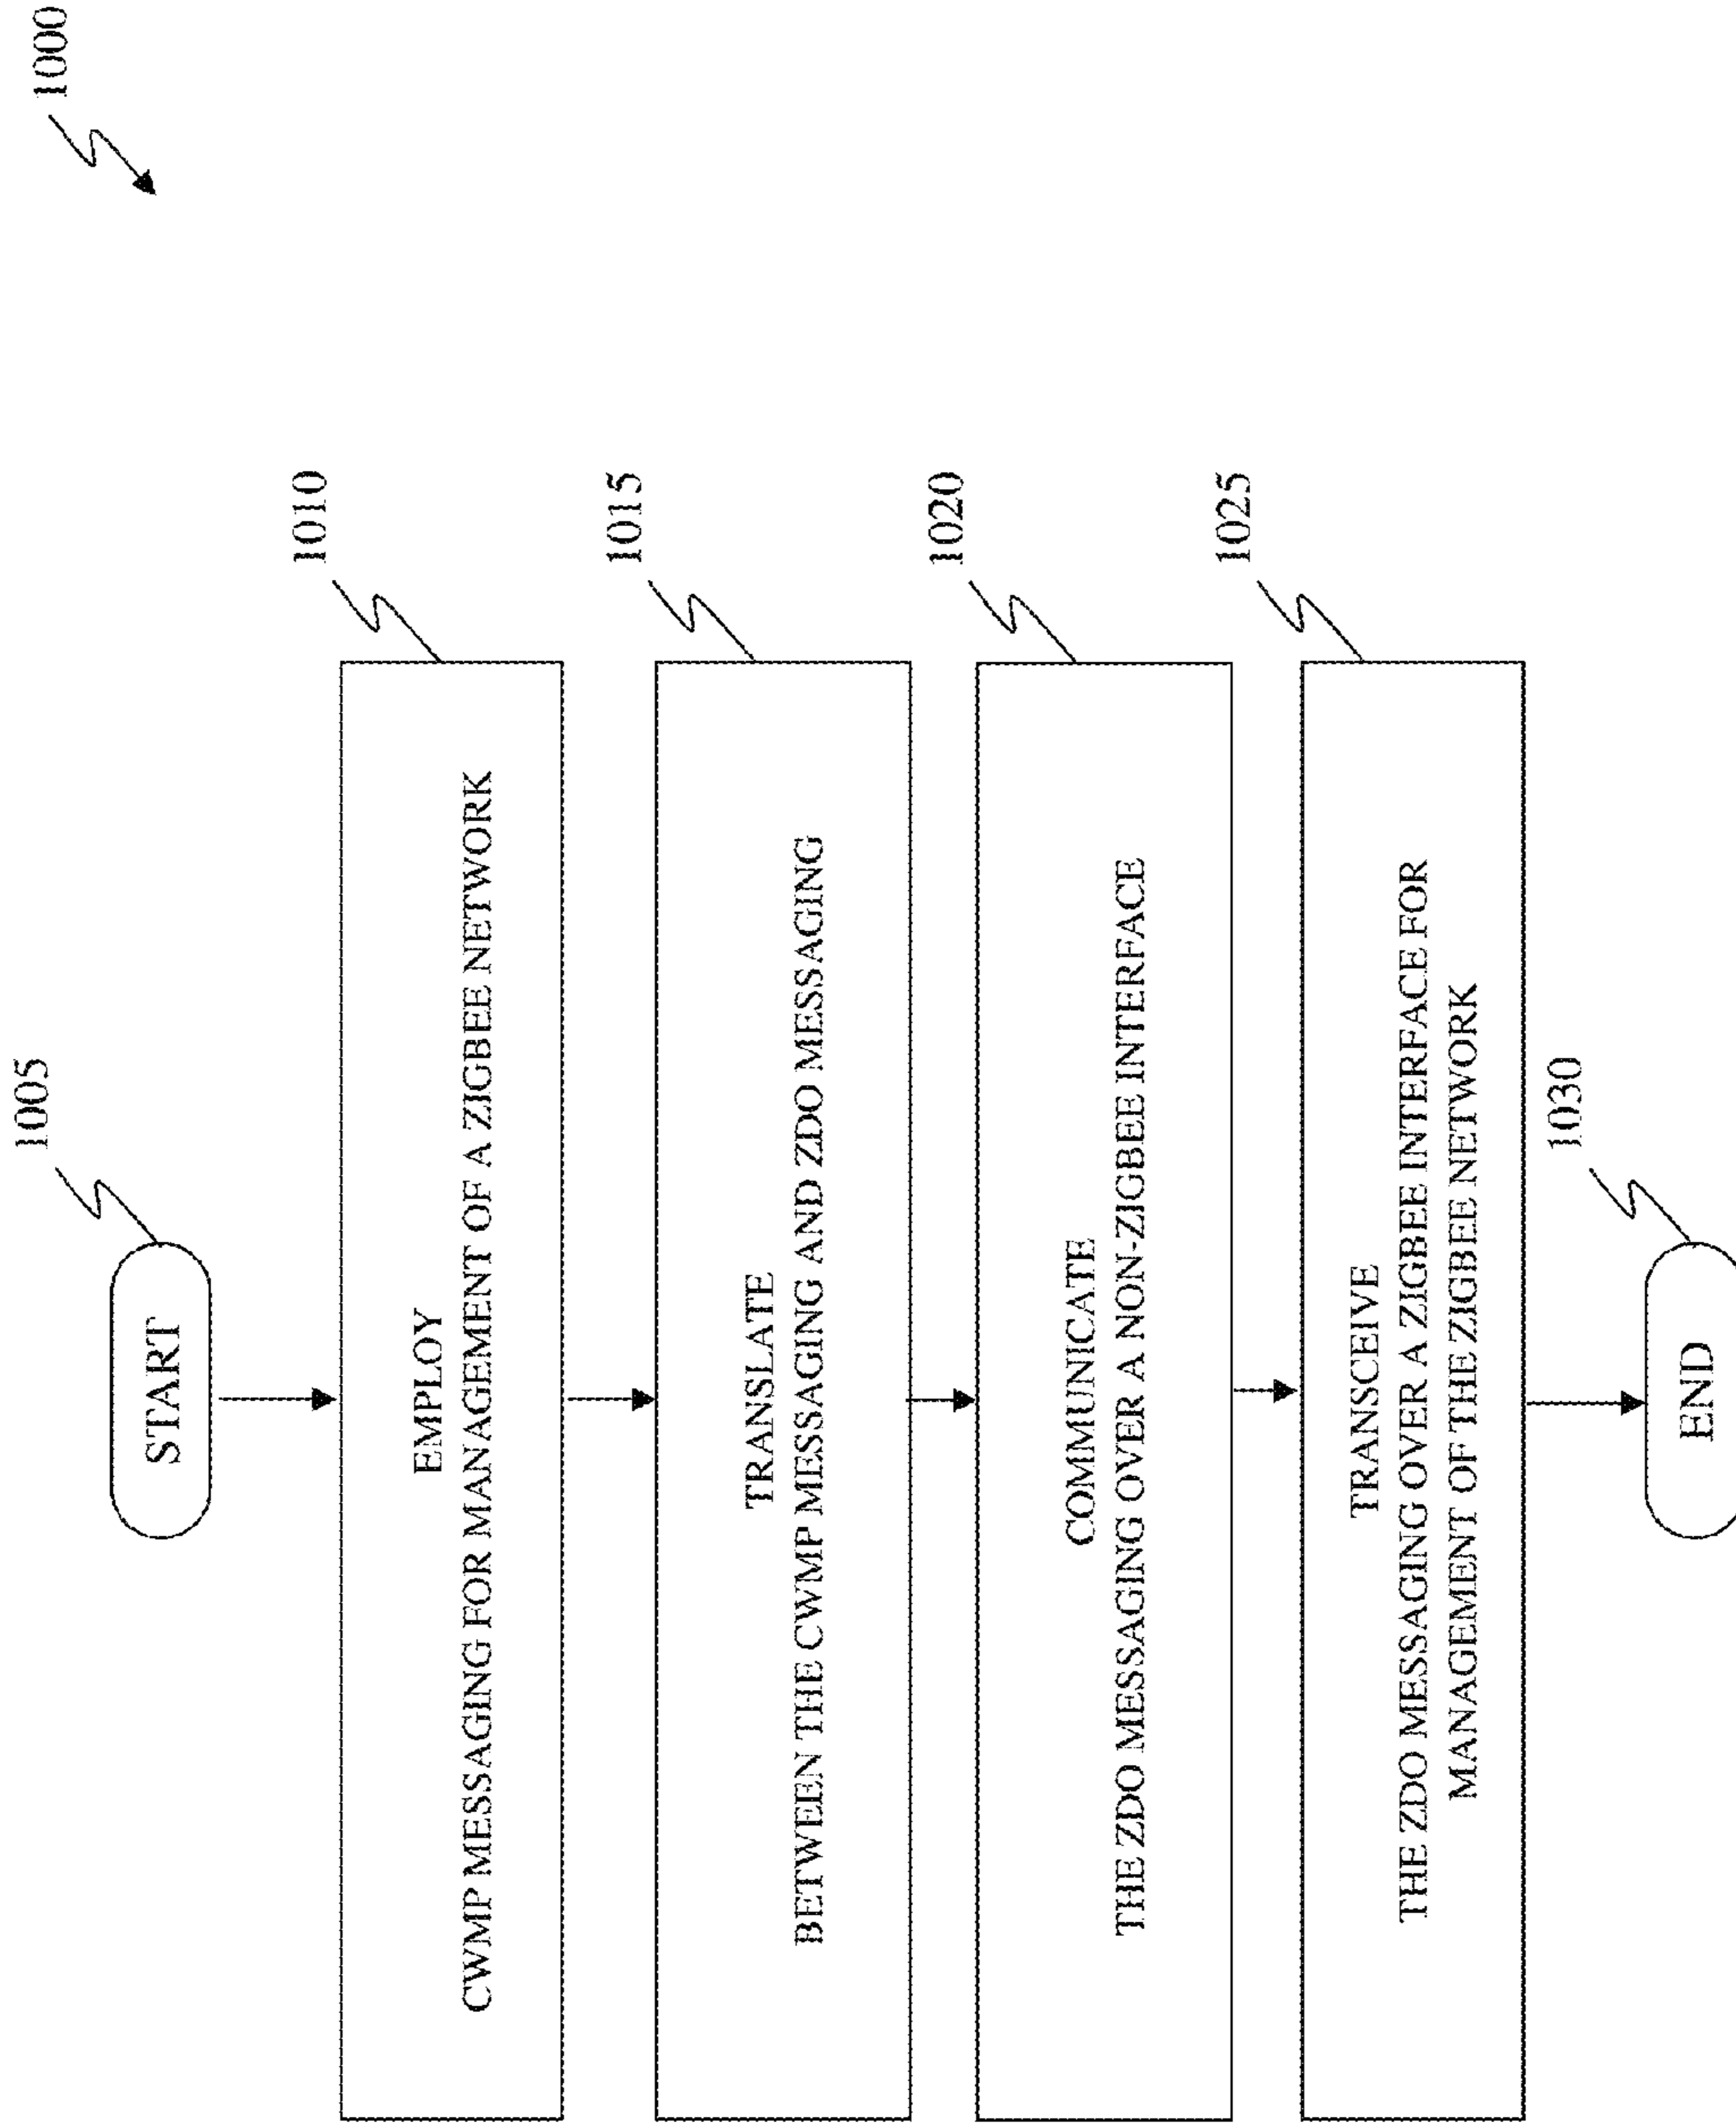 1000
1005
START
1010
EMPLOY
CWMP MESSAGING FOR MANAGEMENT OF A ZIGBEE NETWORK
1015
TRANSLATE
BETWEEN THE CWMP MESSAGING AND ZDO MESSAGING
1020
COMMUNICATE
THE ZDO MESSAGING OVER A NON-ZIGBEE INTERFACE
1025
TRANSCEIVE
THE ZDO MESSAGING OVER A ZIGBEE INTERFACE FOR
MANAGEMENT OF THE ZIGBEE NETWORK
1030
END